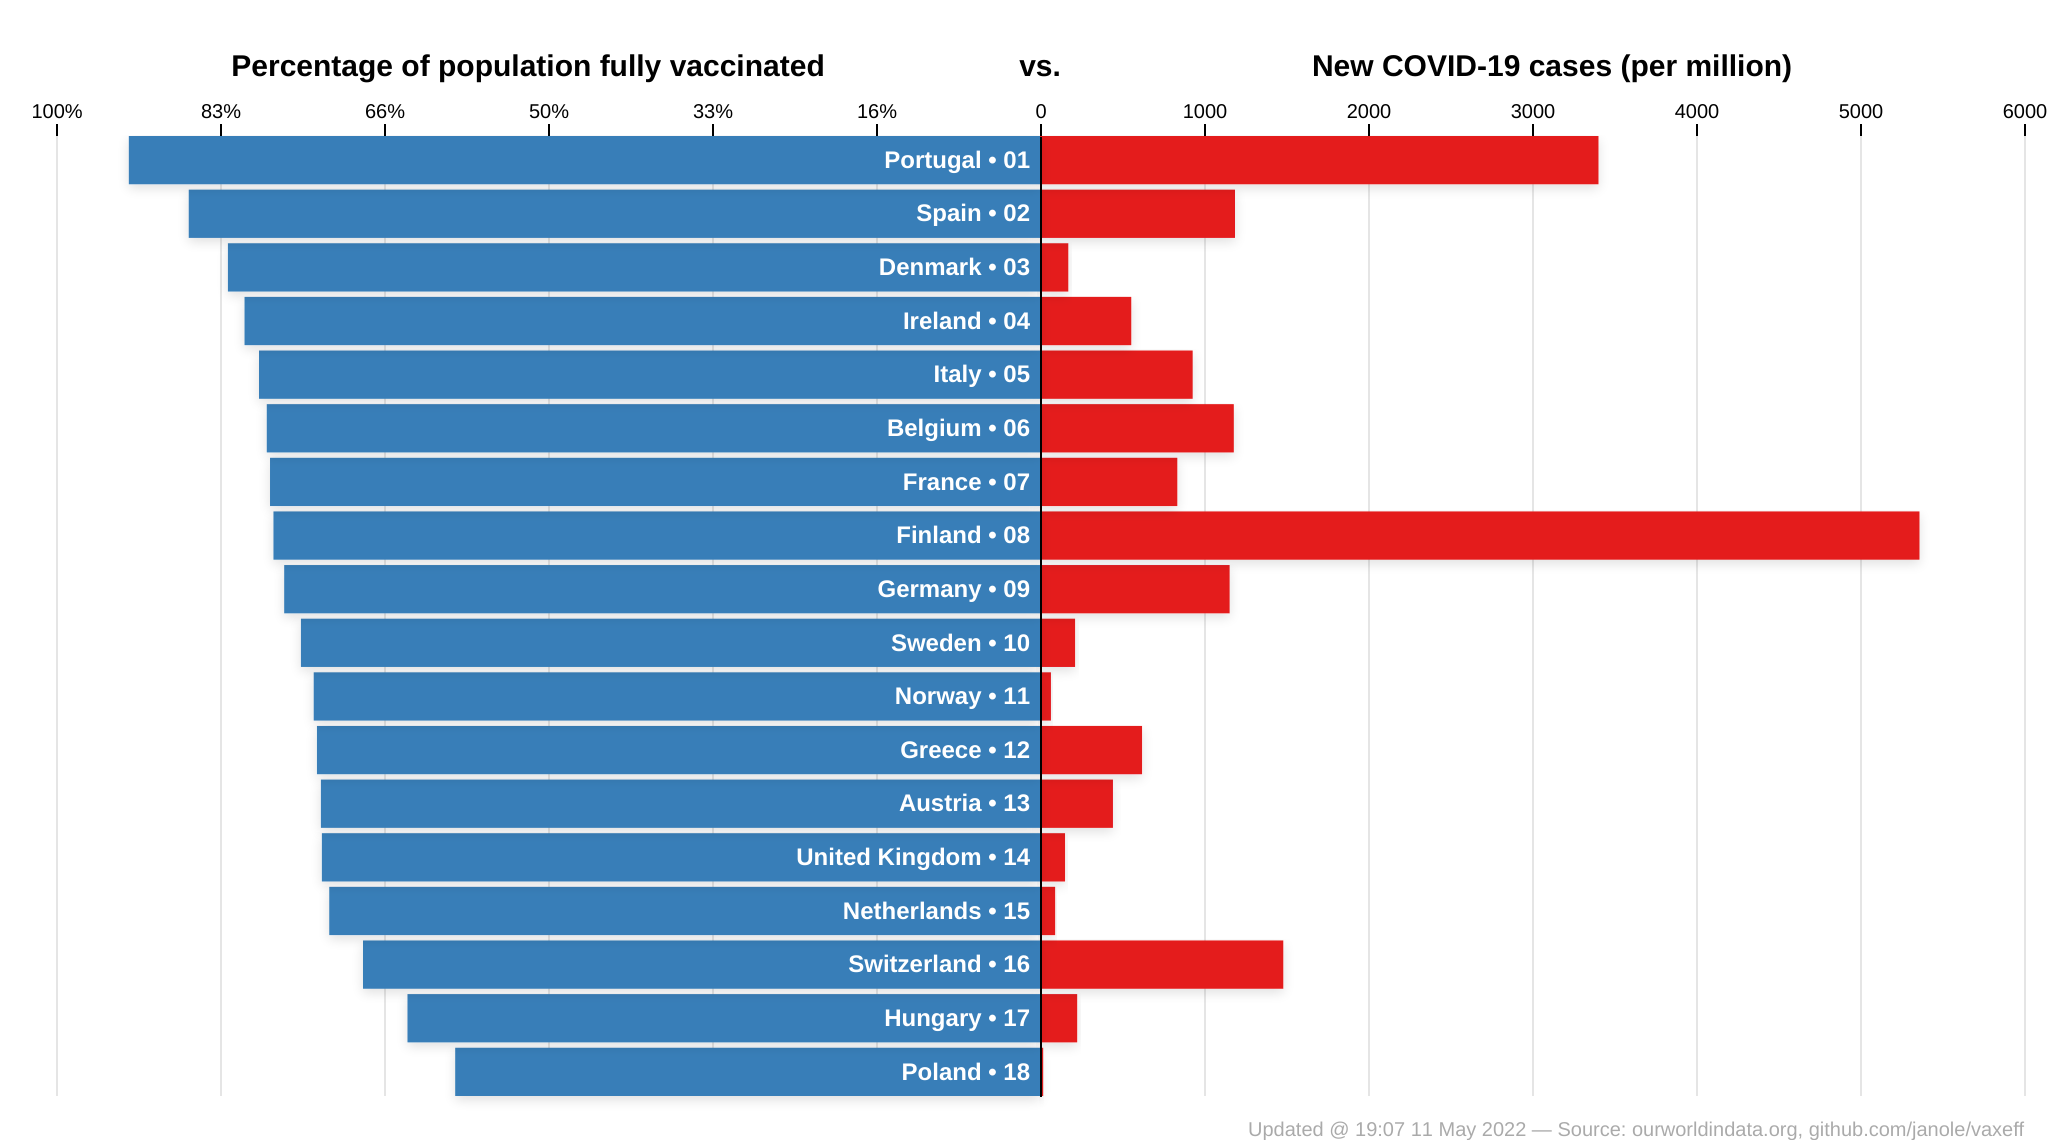 Percentage of population fully vaccinated vs. New COVID-19 cases (per million)
100% 83% 66% 50% 33% 16% 0 1000 2000 3000 4000 5000 6000
Portugal • 01
Spain • 02
Denmark • 03
Ireland • 04
Italy • 05
Belgium • 06
France • 07
Finland • 08
Germany • 09
Sweden • 10
Norway • 11
Greece • 12
Austria • 13
United Kingdom • 14
Netherlands • 15
Switzerland • 16
Hungary • 17
Poland • 18
Updated @ 19:07 11 May 2022 — Source: ourworldindata.org, github.com/janole/vaxeff